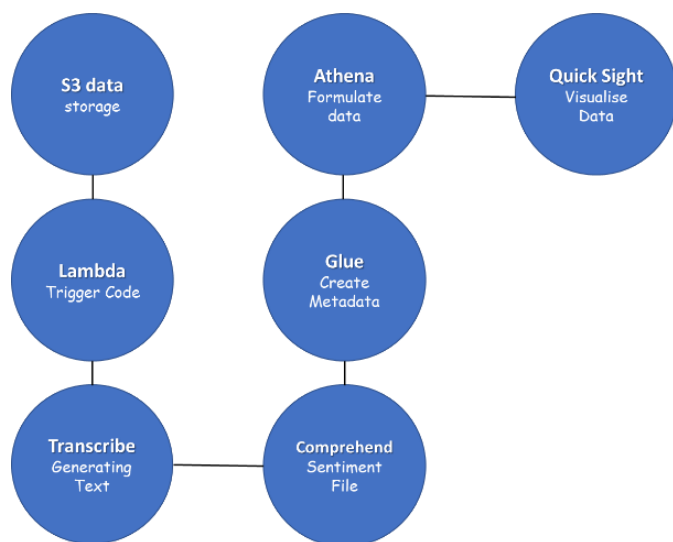 S3 data
storage
Lambda
Trigger Code
Transcribe
Generating
Text
Comprehend
Sentiment
File
Glue
Create
Metadata
Athena
Formulate
data
Quick Sight
Visualise
Data